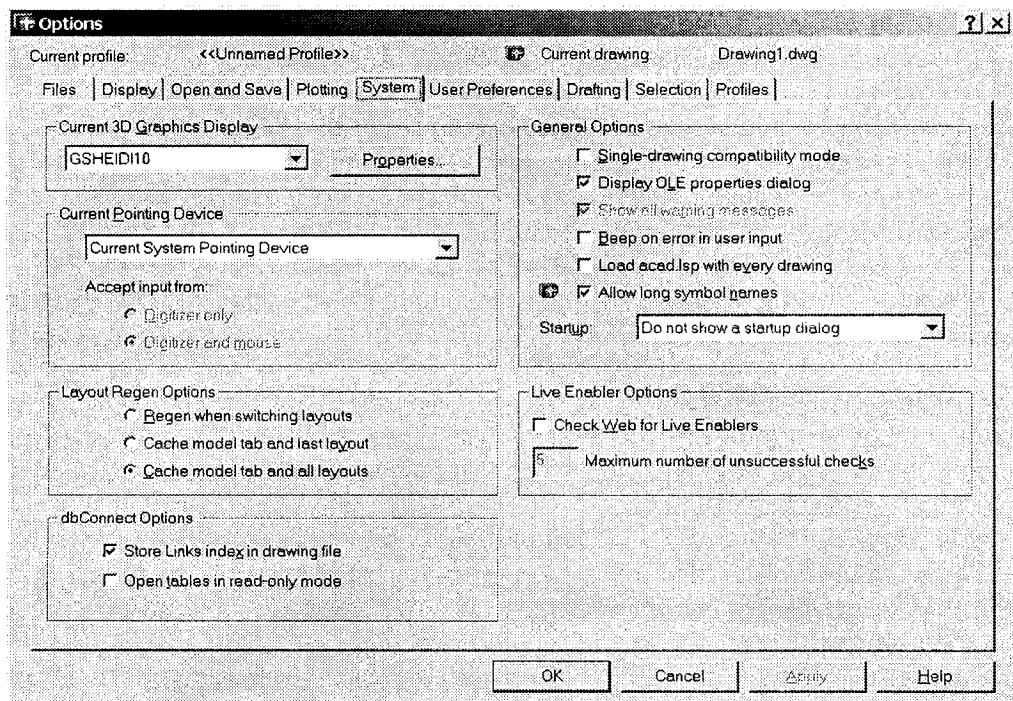 Options
Current profile: <<Unnamed Profile>> Current drawing Drawing1.dwg
Files Display Open and Save Plotting System User Preferences Drafting Selection Profiles
Current 3D Graphics Display
GSHEIDI10 Properties...
Current Pointing Device
Current System Pointing Device
Accept input from:
Digitizer only
Digitizer and mouse
Layout Regen Options
Regen when switching layouts
Cache model tab and last layout
Cache model tab and all layouts
dbConnect Options
Store Links index in drawing file
Open tables in read-only mode
General Options
Single-drawing compatibility mode
Display OLE properties dialog
Show all warning messages
Beep on error in user input
Load acad.lsp with every drawing
Allow long symbol names
Startup: Do not show a startup dialog
Live Enabler Options
Check Web for Live Enablers
5 Maximum number of unsuccessful checks
OK Cancel Apply Help